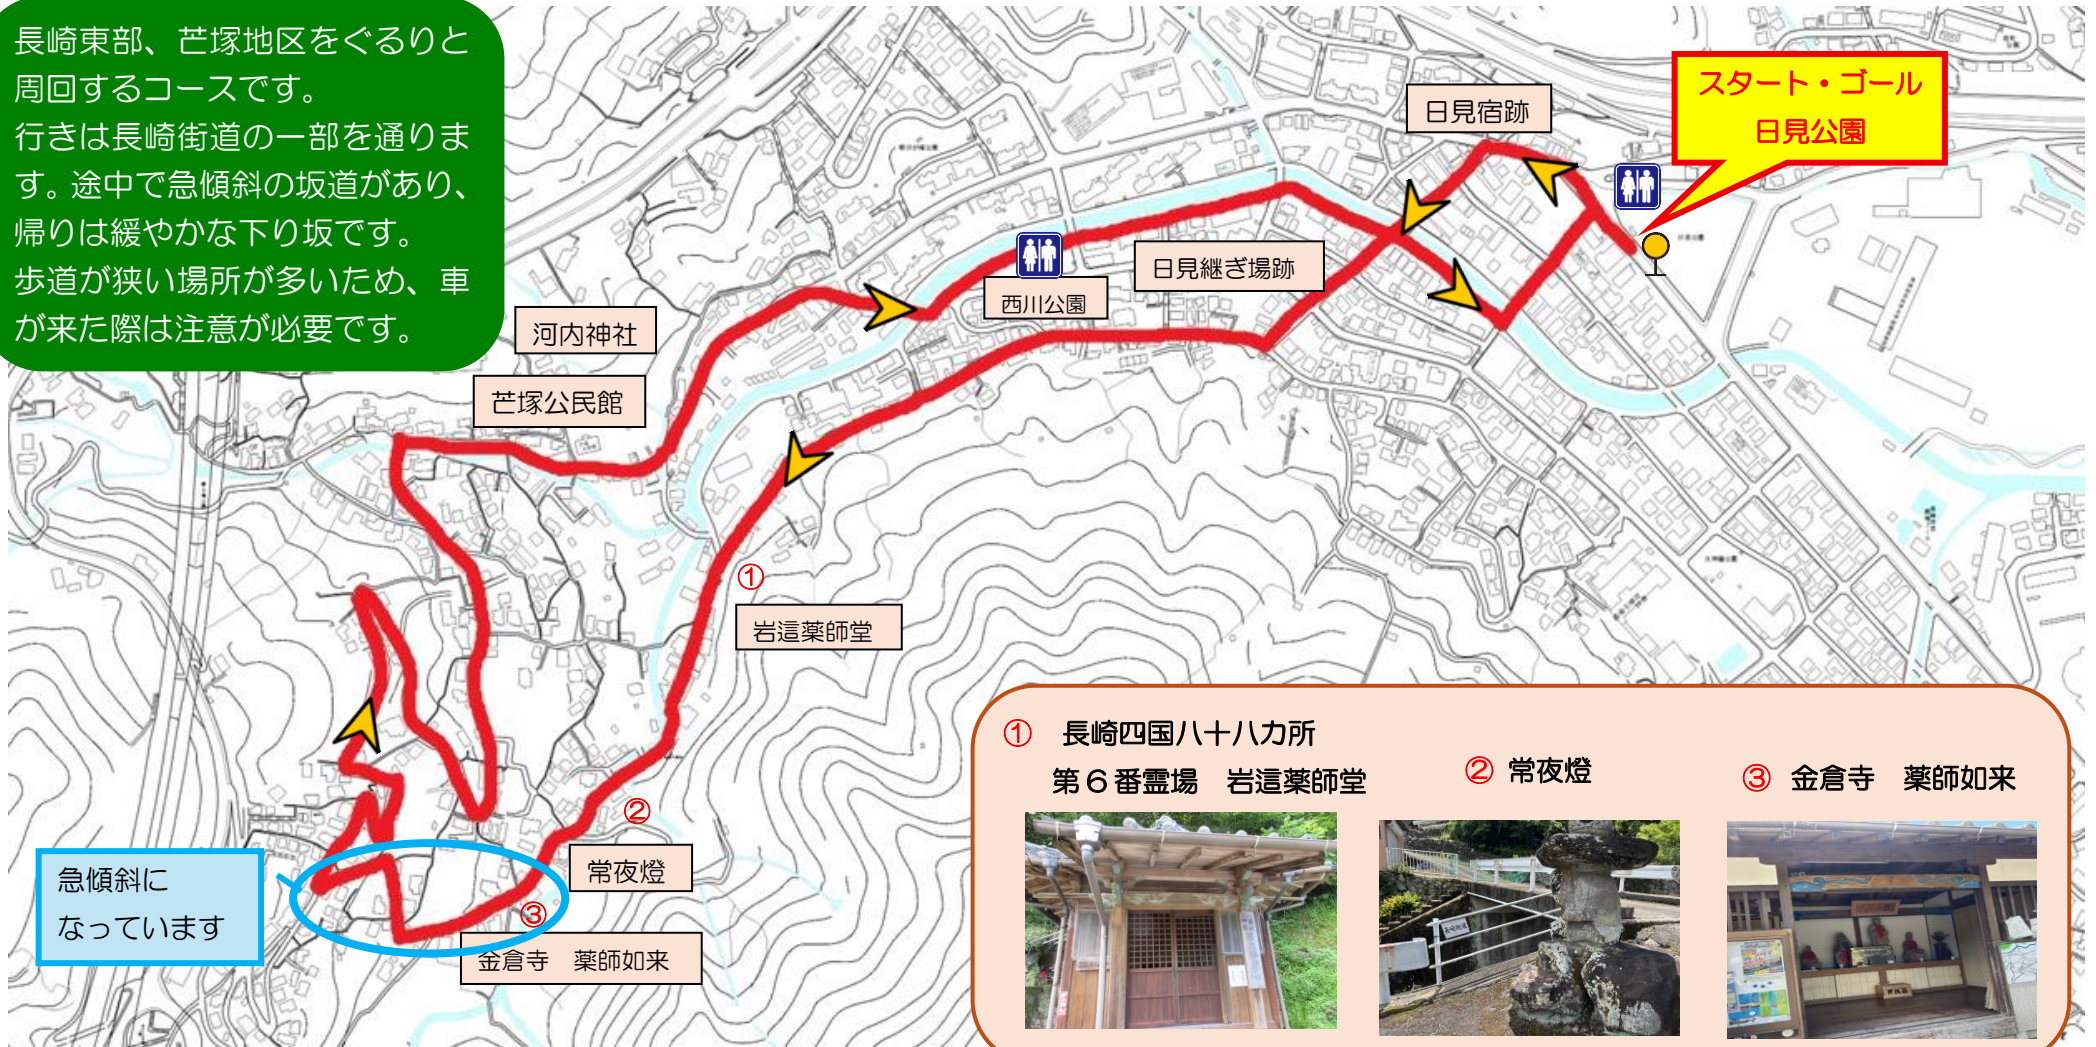 長崎東部、芒塚地区をぐるりと
周回するコースです。
行きは長崎街道の一部を通りま
す。途中で急傾斜の坂道があり、
帰りは緩やかな下り坂です。
歩道が狭い場所が多いため、車
が来た際は注意が必要です。
スタート・ゴール
日見公園
日見宿跡
日見継ぎ場跡
西川公園
河内神社
芒塚公民館
①
岩這薬師堂
②
常夜燈
③
金倉寺 薬師如来
急傾斜に
なっています
① 長崎四国八十八カ所
第６番霊場 岩這薬師堂
② 常夜燈
③ 金倉寺 薬師如来